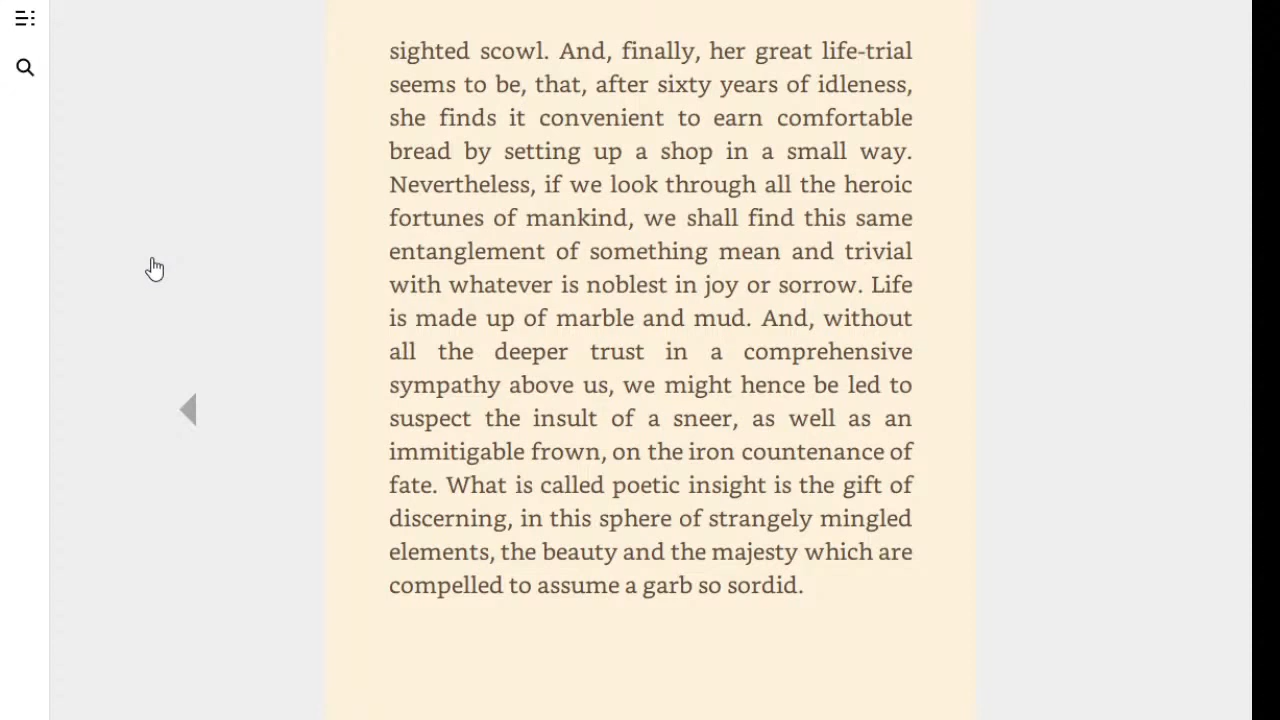 sighted scowl. And, finally, her great life-trial
seems to be, that, after sixty years of idleness,
she finds it convenient to earn comfortable
bread by setting up a shop in a small way.
Nevertheless, if we look through all the heroic
fortunes of mankind, we shall find this same
entanglement of something mean and trivial
with whatever is noblest in joy or sorrow. Life
is made up of marble and mud. And, without
all the deeper trust in a comprehensive
sympathy above us, we might hence be led to
suspect the insult of a sneer, as well as an
immitigable frown, on the iron countenance of
fate. What is called poetic insight is the gift of
discerning, in this sphere of strangely mingled
elements, the beauty and the majesty which are
compelled to assume a garb so sordid.